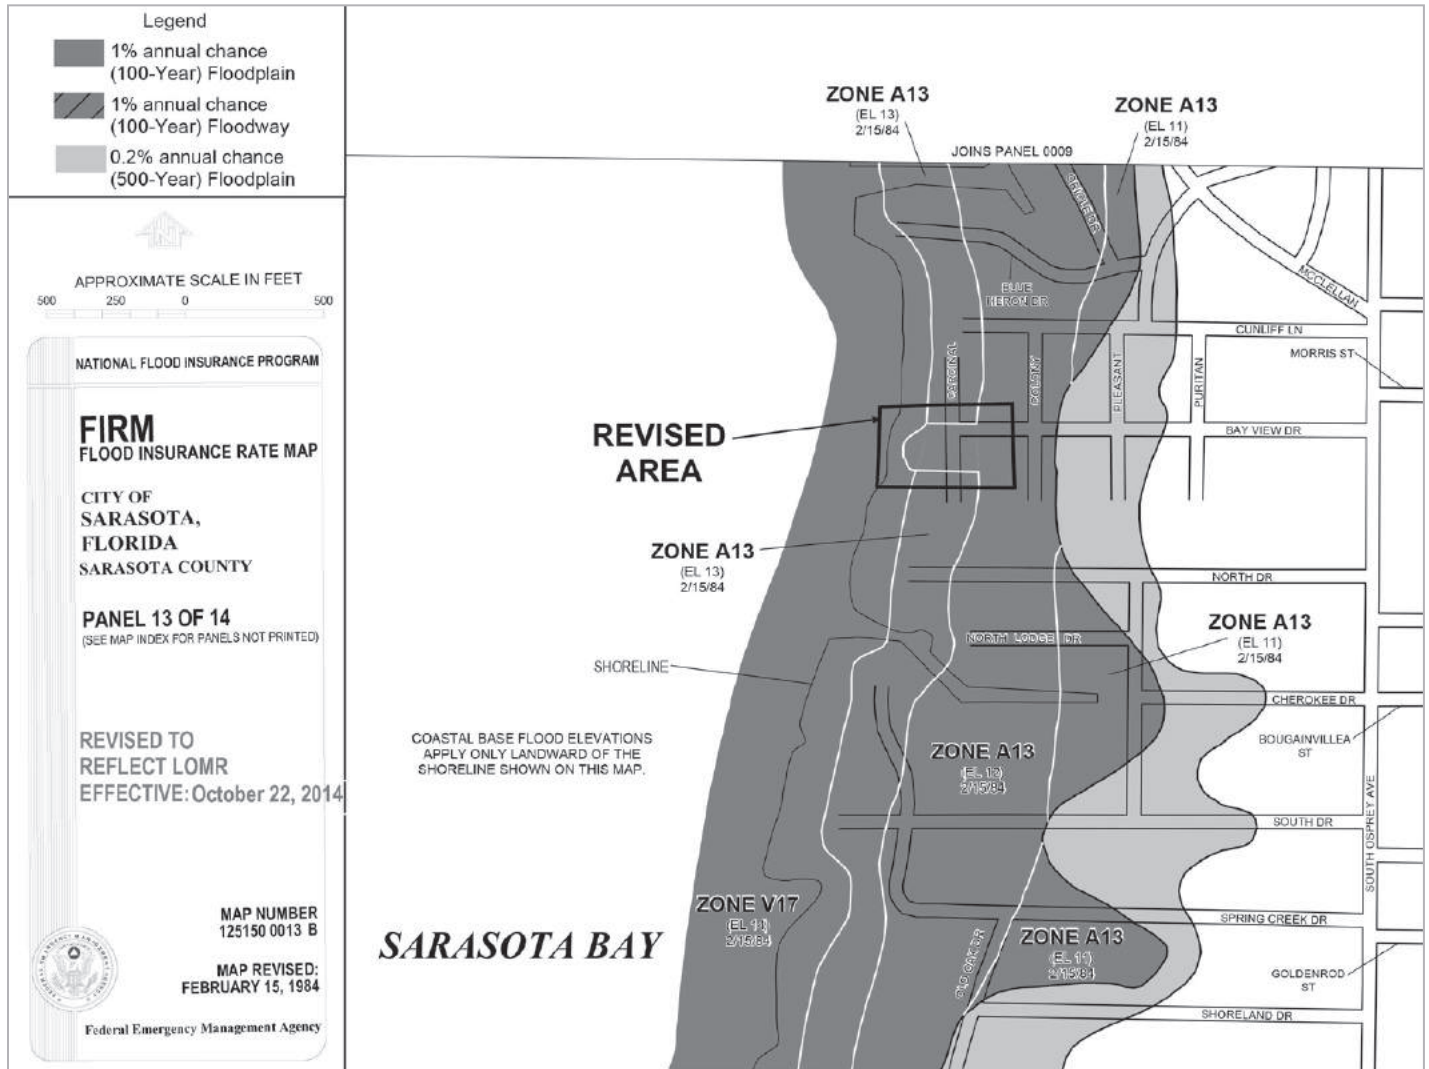 Legend
1% annual chance
(100-Year) Floodplain
1% annual chance
(100-Year) Floodway
0.2% annual chance
(500-Year) Floodplain
APPROXIMATE SCALE IN FEET
500 250 0 500
NATIONAL FLOOD INSURANCE PROGRAM
FIRM
FLOOD INSURANCE RATE MAP
CITY OF
SARASOTA,
FLORIDA
SARASOTA COUNTY
PANEL 13 OF 14
(SEE MAP INDEX FOR PANELS NOT PRINTED)
REVISED TO
REFLECT LOMR
EFFECTIVE: October 22, 2014
MAP NUMBER
125150 0013 B
MAP REVISED:
FEBRUARY 15, 1984
Federal Emergency Management Agency
ZONE A13
(EL 13)
2/15/84
ZONE A13
(EL 11)
2/15/84
JOINS PANEL 0009
ORIOLE DR
BLUE
HERON DR
MCCLELLAN
CUNLIFF LN
MORRIS ST
CARDINAL
COLONY
PLEASANT
PURITAN
REVISED
AREA
BAY VIEW DR
ZONE A13
(EL 13)
2/15/84
NORTH DR
ZONE A13
(EL 11)
2/15/84
NORTH LODGE DR
SHORELINE
CHEROKEE DR
COASTAL BASE FLOOD ELEVATIONS
APPLY ONLY LANDWARD OF THE
SHORELINE SHOWN ON THIS MAP.
BOUGAINVILLEA
ST
ZONE A13
(EL 12)
2/15/84
SOUTH DR
SOUTH OSPREY AVE
ZONE V17
(EL 14)
2/15/84
SPRING CREEK DR
SARASOTA BAY
OLD OAK DR
ZONE A13
(EL 11)
2/15/84
GOLDENROD
ST
SHORELAND DR